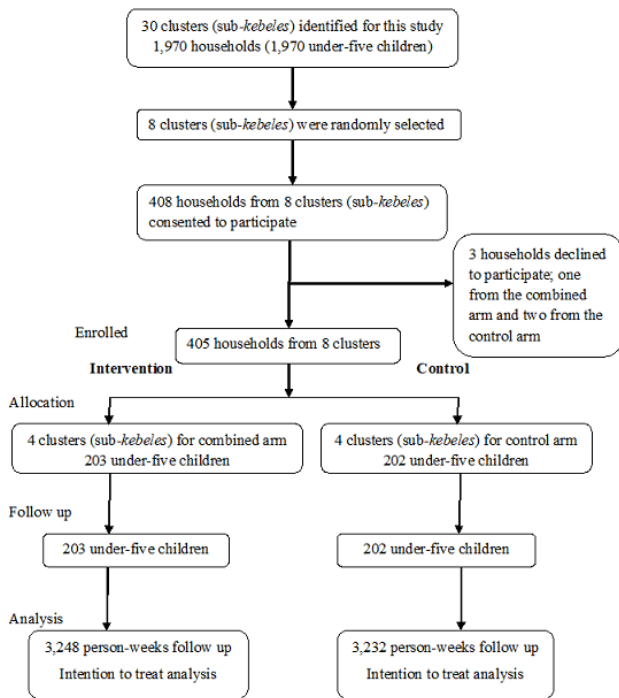 30 clusters (sub-kebeles) identified for this study
1,970 households (1,970 under-five children)
8 clusters (sub-kebeles) were randomly selected
408 households from 8 clusters (sub-kebeles)
consented to participate
3 households declined
to participate; one
from the combined
arm and two from the
control arm
Enrolled
405 households from 8 clusters
Intervention
Control
Allocation
4 clusters (sub-kebeles) for combined arm
203 under-five children
4 clusters (sub-kebeles) for control arm
202 under-five children
Follow up
203 under-five children
202 under-five children
Analysis
3,248 person-weeks follow up
Intention to treat analysis
3,232 person-weeks follow up
Intention to treat analysis